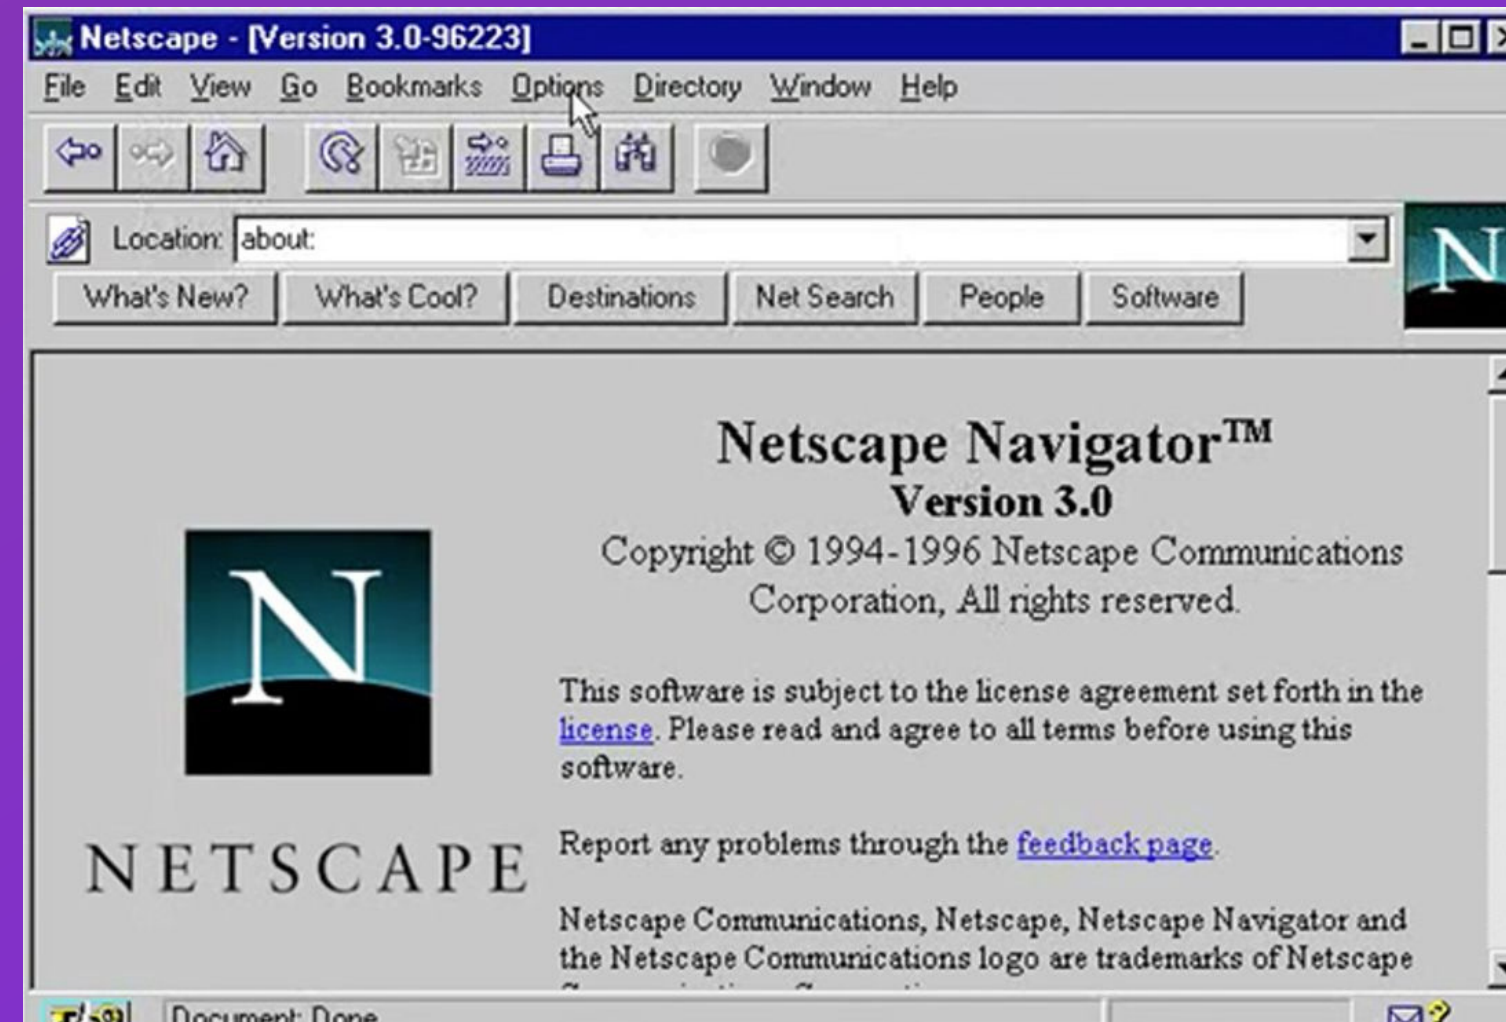 Netscape - [Version 3.0-96223]
File Edit View Go Bookmarks Options Directory Window Help
Location: about:
N
What's New? What's Cool? Destinations Net Search People Software
Netscape Navigator™
Version 3.0
Copyright © 1994-1996 Netscape Communications
Corporation, All rights reserved.
N
NETSCAPE
This software is subject to the license agreement set forth in the
license. Please read and agree to all terms before using this
software.
Report any problems through the feedback page.
Netscape Communications, Netscape, Netscape Navigator and
the Netscape Communications logo are trademarks of Netscape
Document: Done